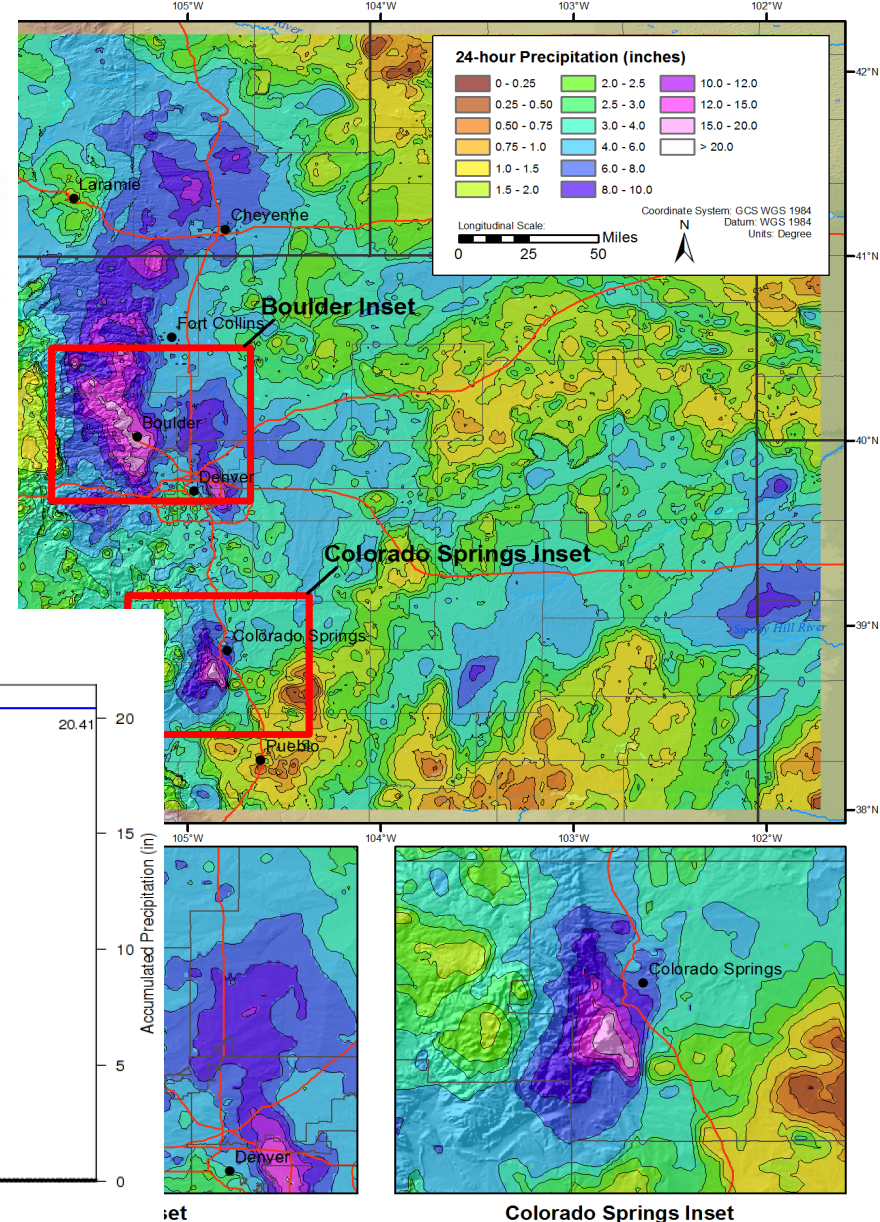 105°W
104°W
103°W
102°W
River
24-hour Precipitation (inches)
0 - 0.25
0.25 - 0.50
0.50 - 0.75
0.75 - 1.0
1.0 - 1.5
1.5 - 2.0
2.0 - 2.5
2.5 - 3.0
3.0 - 4.0
4.0 - 6.0
6.0 - 8.0
8.0 - 10.0
10.0 - 12.0
12.0 - 15.0
15.0 - 20.0
> 20.0
Coordinate System: GCS WGS 1984
Datum: WGS 1984
Units: Degree
Longitudinal Scale:
Miles
0 25 50
N
42°N
41°N
40°N
39°N
38°N
Laramie
Cheyenne
Boulder Inset
Fort Collins
Boulder
Denver
Colorado Springs Inset
Colorado Springs
Smoky Hill River
Pueblo
105°W
104°W
103°W
102°W
20.41
20
15
10
5
0
Accumulated Precipitation (in)
Denver
Colorado Springs
set
Colorado Springs Inset